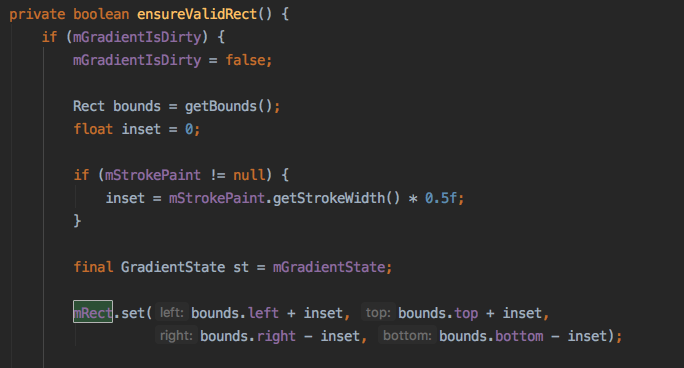 private boolean ensureValidRect() {
if (mGradientIsDirty) {
mGradientIsDirty = false;
Rect bounds = getBounds();
float inset = 0;
if (mStrokePaint != null) {
inset = mStrokePaint.getStrokeWidth() * 0.5f;
}
final GradientState st = mGradientState;
mRect.set( left: bounds.left + inset, top: bounds.top + inset,
right: bounds.right - inset, bottom: bounds.bottom - inset);